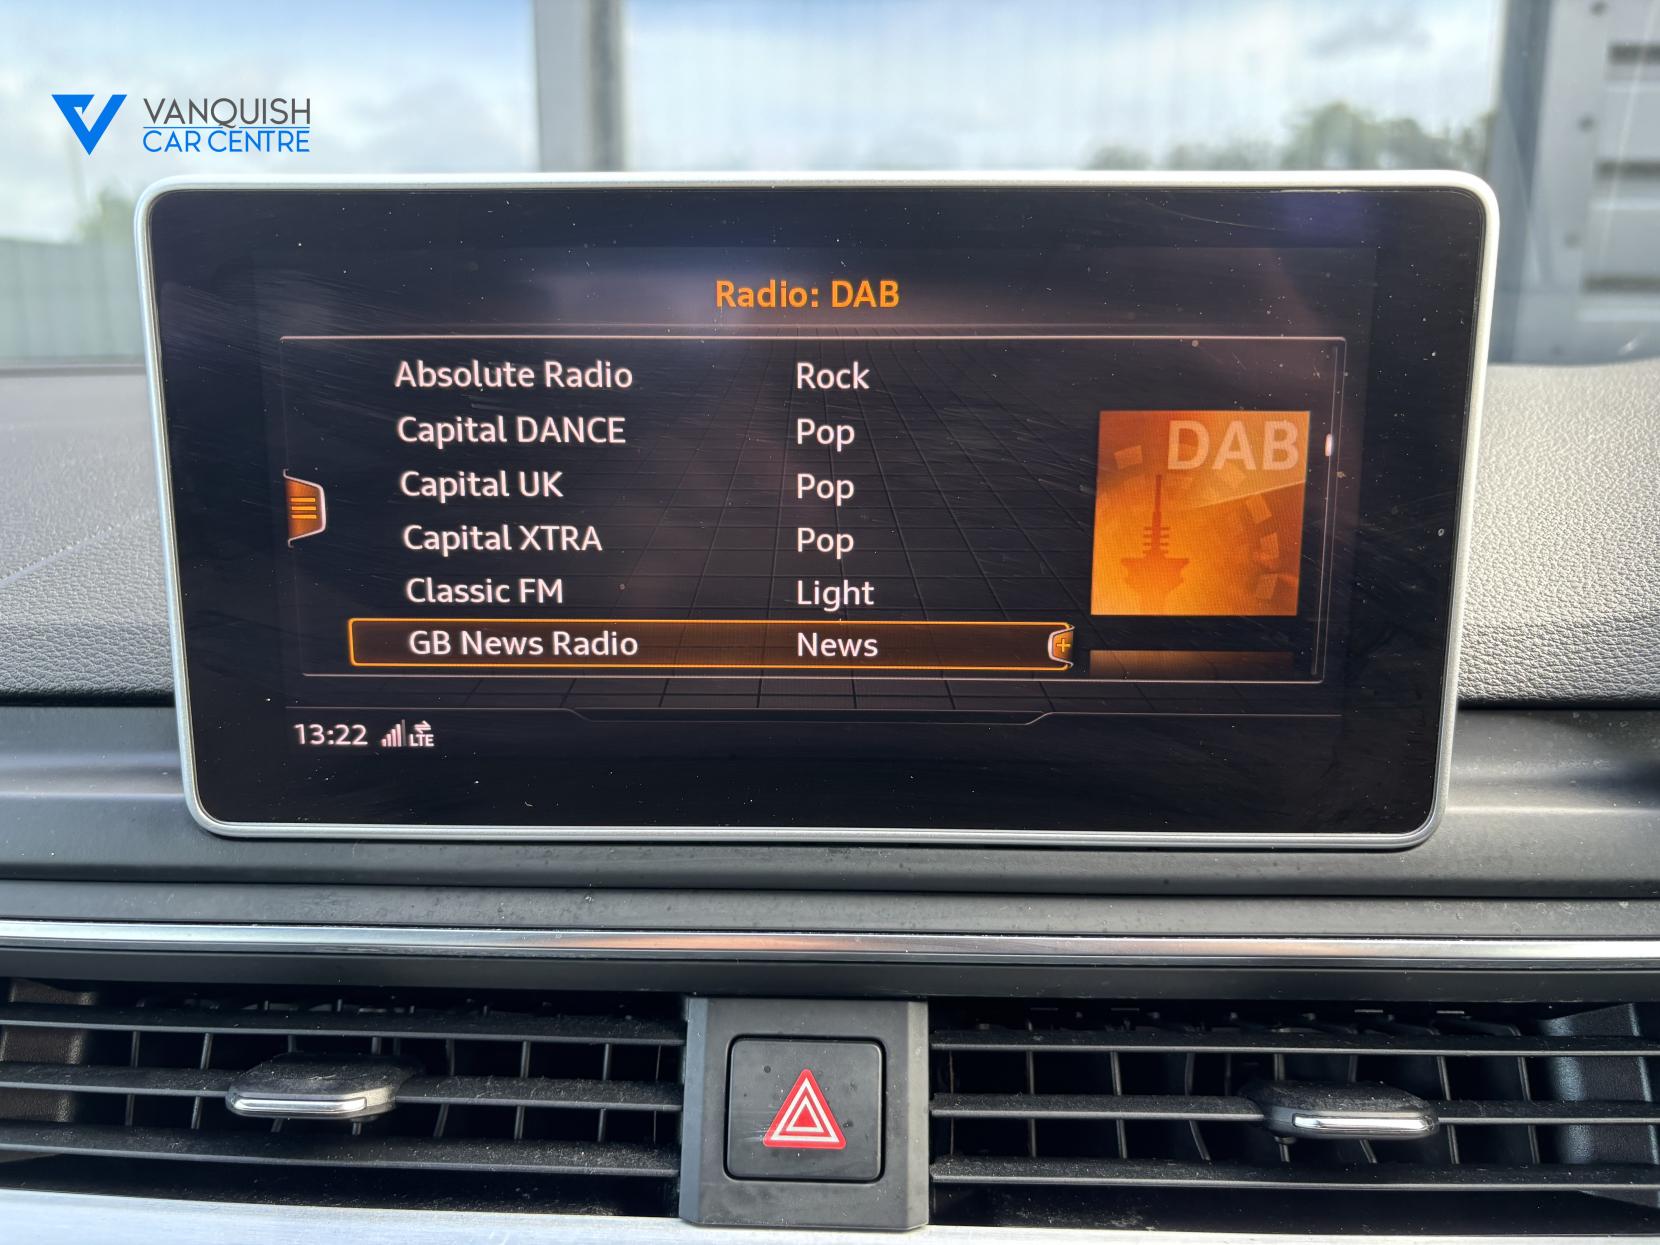 VANQUISH
CAR CENTRE
Radio: DAB
Absolute Radio Rock
Capital DANCE Pop
Capital UK Pop
Capital XTRA Pop
Classic FM Light
GB News Radio News
DAB
13:22 LTE